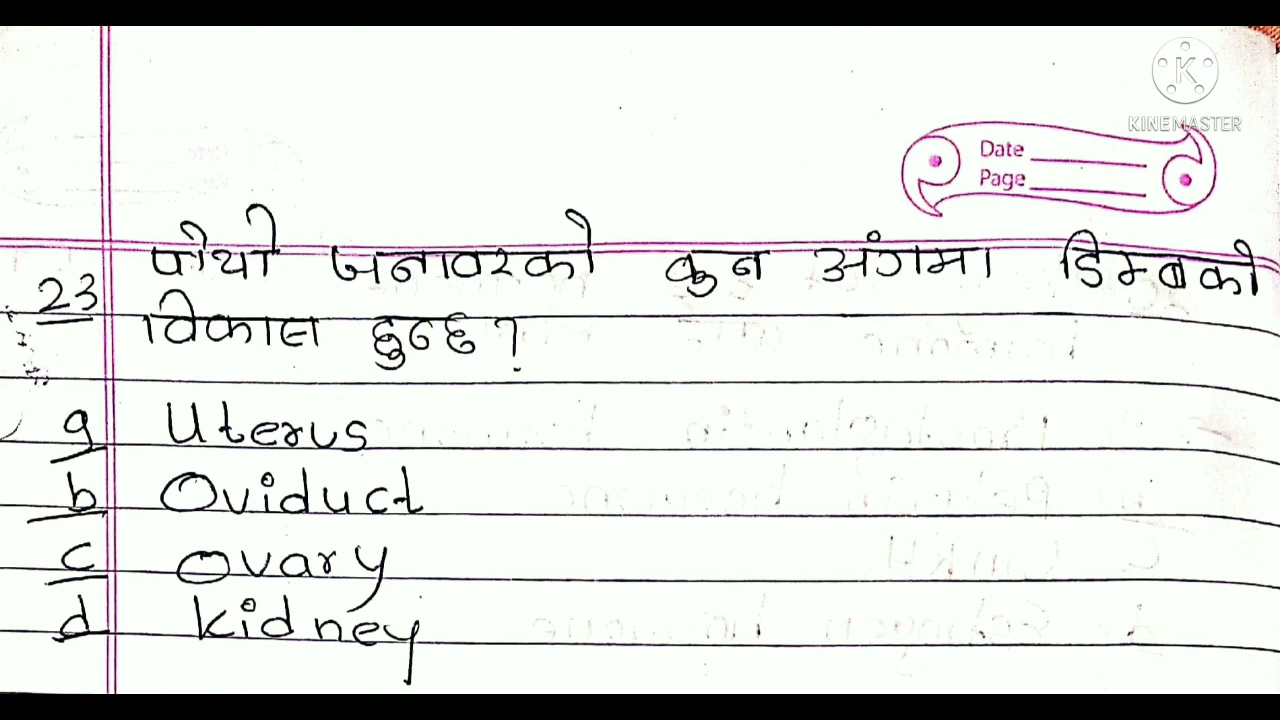 KINEMASTER
Date
Page
पोथी जनावरको कुन अंगमा डिम्बको
23 विकास हुन्छ ?
a Uterus
b Oviduct
c Ovary
d kidney